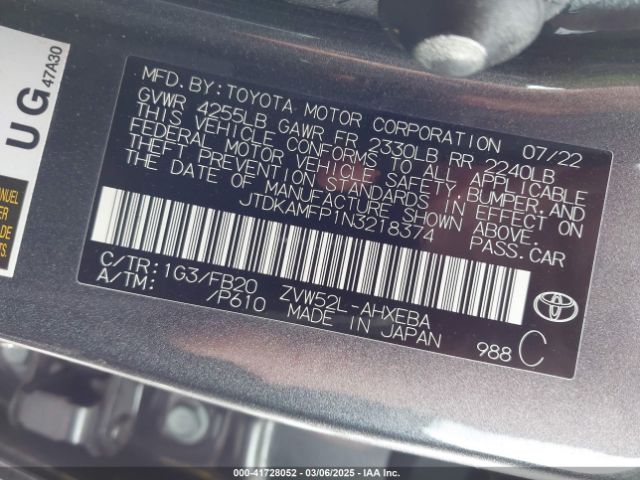 UG
47A30
MANU
MFD. BY: TOYOTA MOTOR CORPORATION 07/22
GVWR 4255LB GAWR FR 2330LB RR 2240LB
THIS VEHICLE CONFORMS TO ALL APPLICABLE
FEDERAL MOTOR VEHICLE SAFETY, BUMPER, AND
THEFT PREVENTION STANDARDS IN EFFECT ON
THE DATE OF MANUFACTURE SHOWN ABOVE.
JTDKAMFP1N3218374 PASS. CAR
C/TR: 1G3/FB20 ZVW52L-AHXEBA
A/TM: /P610 MADE IN JAPAN
988 C
TOYOTA
000-41728052 — 03/06/2025 — IAA Inc.